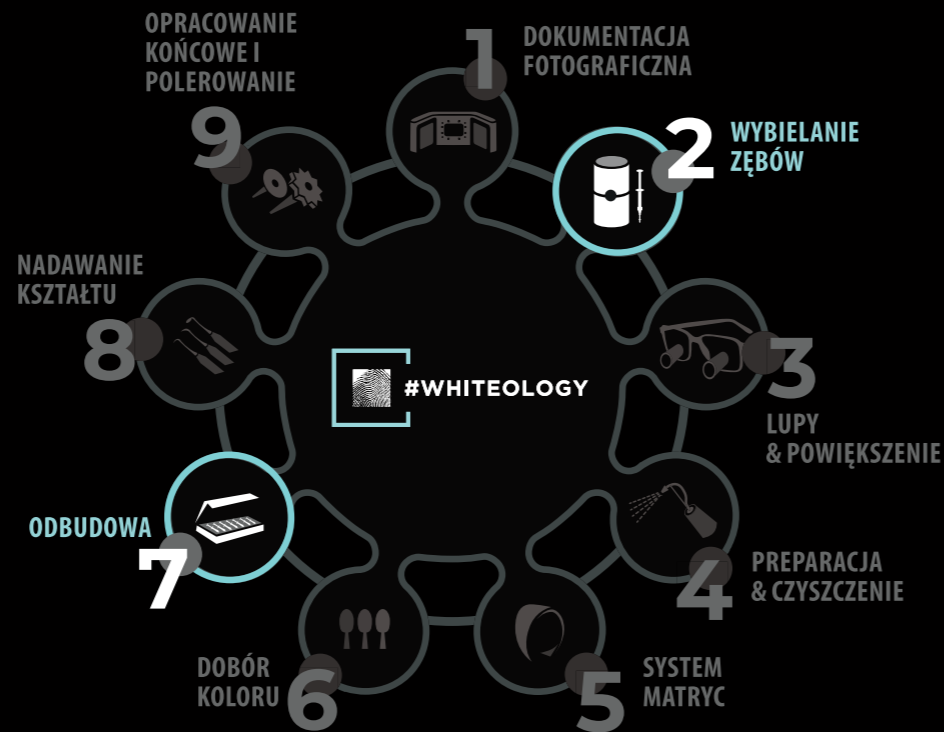 1
DOKUMENTACJA
FOTOGRAFICZNA
2
WYBIELANIE
ZĘBÓW
3
LUPY
& POWIĘKSZENIE
4
PREPARACJA
& CZYSZCZENIE
5
SYSTEM
MATRYC
6
DOBÓR
KOLORU
7
ODBUDOWA
8
NADAWANIE
KSZTAŁTU
9
OPRACOWANIE
KOŃCOWE I
POLEROWANIE
#WHITEOLOGY